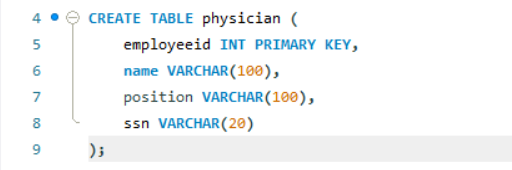 4 CREATE TABLE physician (
5 employeeid INT PRIMARY KEY,
6 name VARCHAR(100),
7 position VARCHAR(100),
8 ssn VARCHAR(20)
9 );